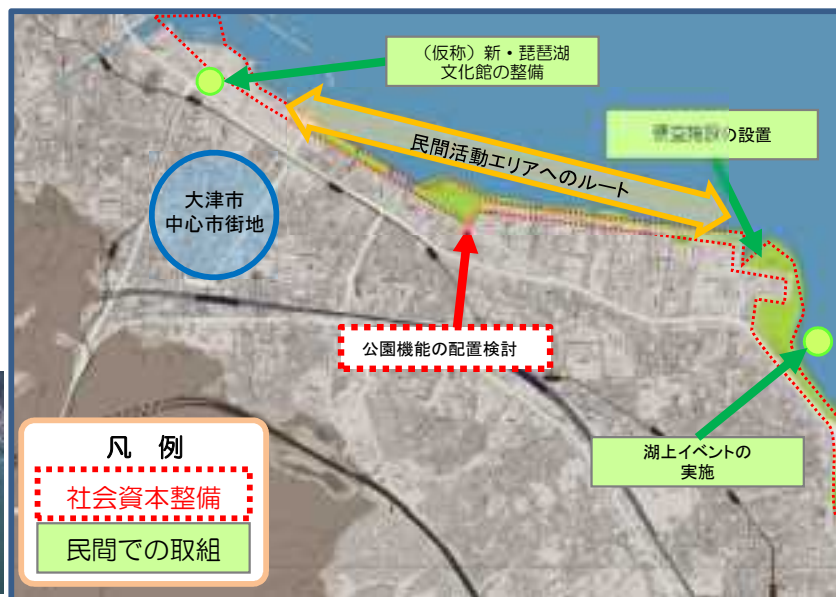 （仮称）新・琵琶湖
文化館の整備
の設置
民間活動エリアへのルート
大津市
中心市街地
公園機能の配置検討
湖上イベントの
実施
凡　例
社会資本整備
民間での取組